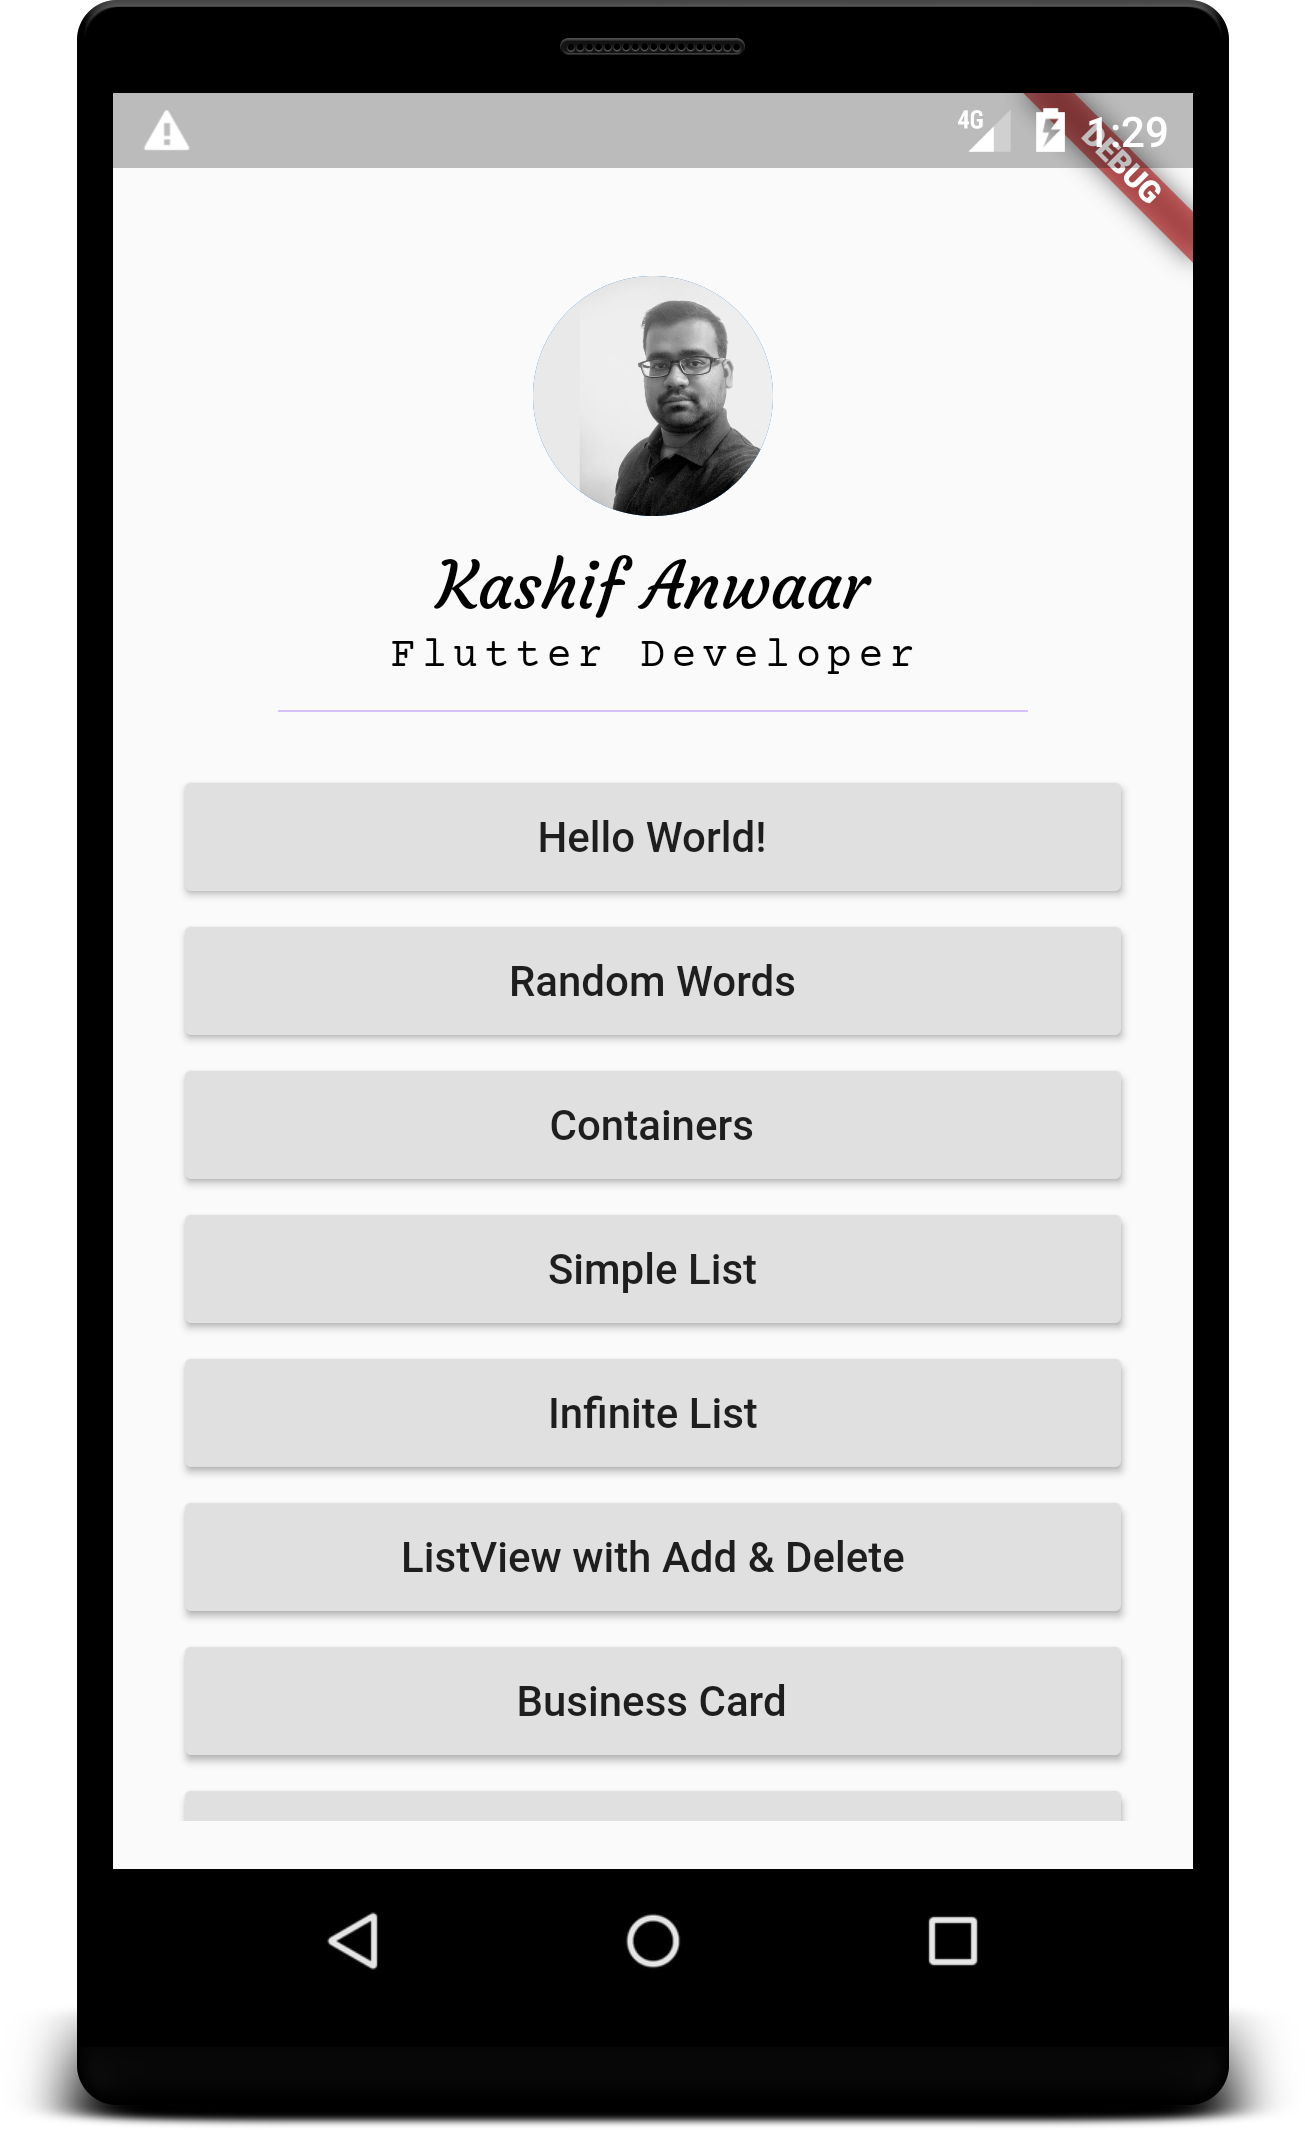 4G 1:29
DEBUG
Kashif Anwaar
Flutter Developer
Hello World!
Random Words
Containers
Simple List
Infinite List
ListView with Add & Delete
Business Card